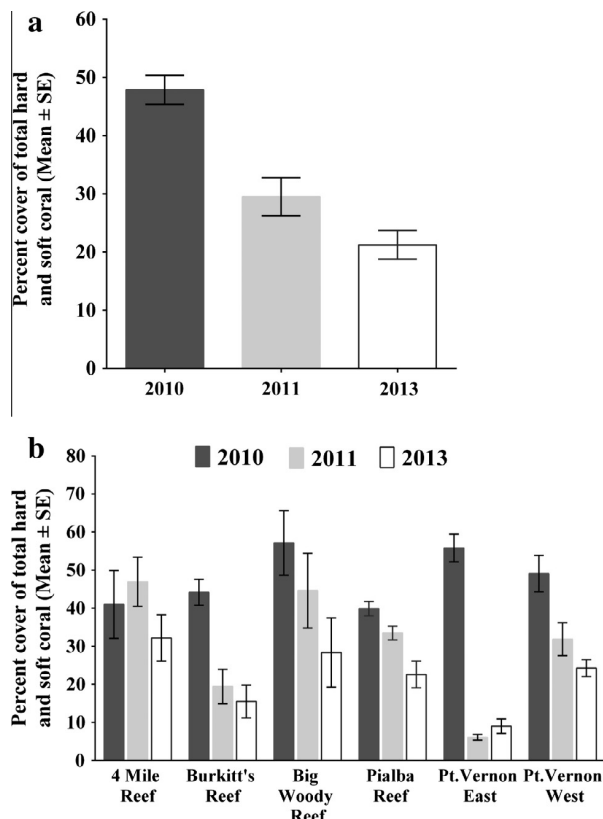 a
Percent cover of total hard
and soft coral (Mean ± SE)
60
50
40
30
20
10
0
2010
2011
2013
b
Percent cover of total hard
and soft coral (Mean ± SE)
80
70
60
50
40
30
20
10
0
2010
2011
2013
4 Mile
Reef
Burkitt's
Reef
Big
Woody
Reef
Pialba
Reef
Pt.Vernon
East
Pt.Vernon
West